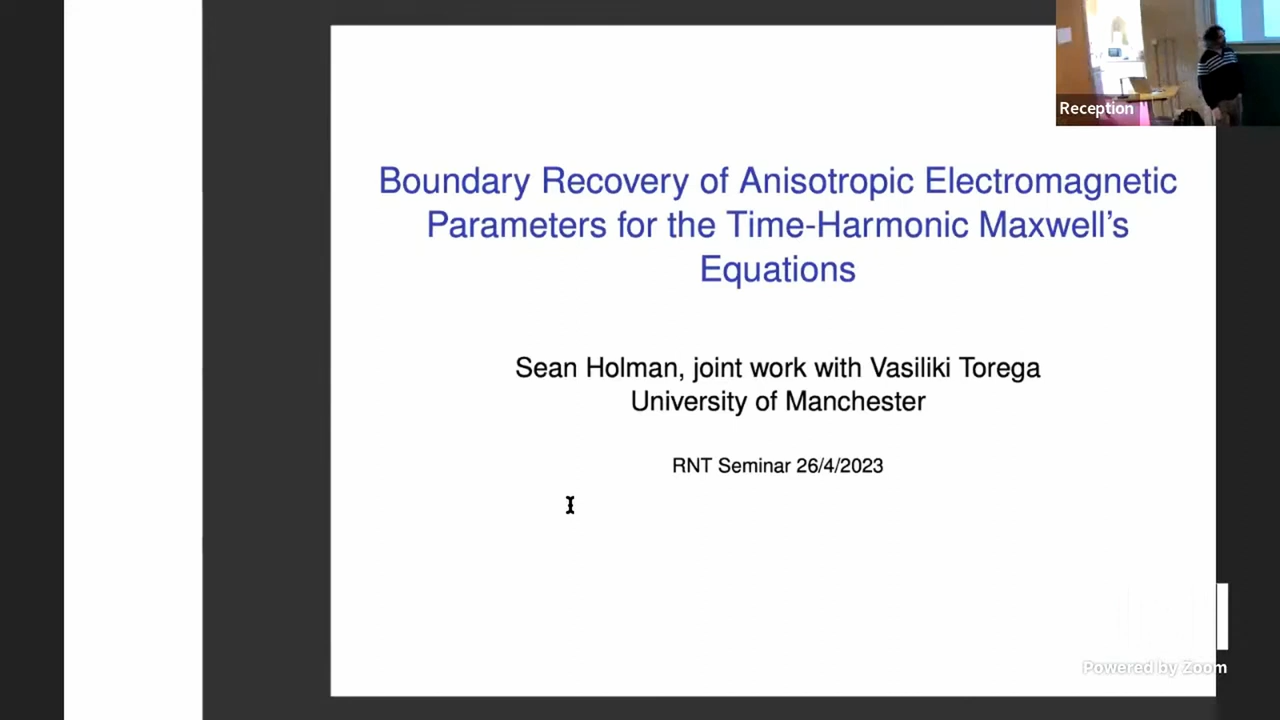 Reception
Boundary Recovery of Anisotropic Electromagnetic
Parameters for the Time-Harmonic Maxwell's
Equations
Sean Holman, joint work with Vasiliki Torega
University of Manchester
RNT Seminar 26/4/2023
Powered by Zoom